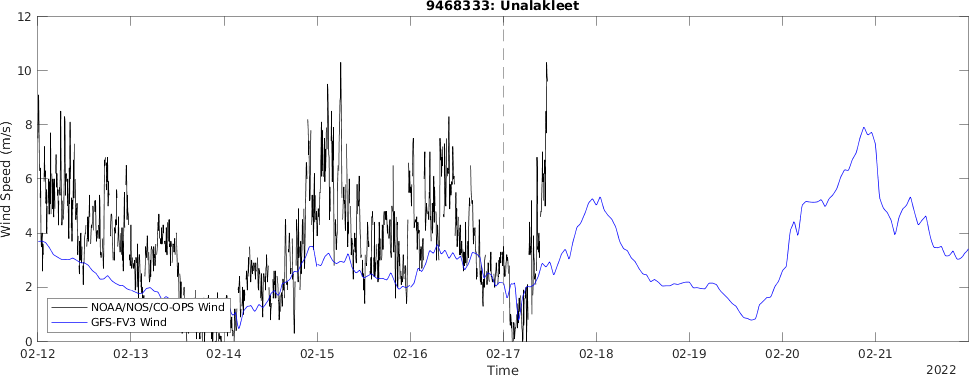 9468333: Unalakleet
Wind Speed (m/s)
12
10
8
6
4
2
0
NOAA/NOS/CO-OPS Wind
GFS-FV3 Wind
02-12 02-13 02-14 02-15 02-16 02-17 02-18 02-19 02-20 02-21
Time
2022